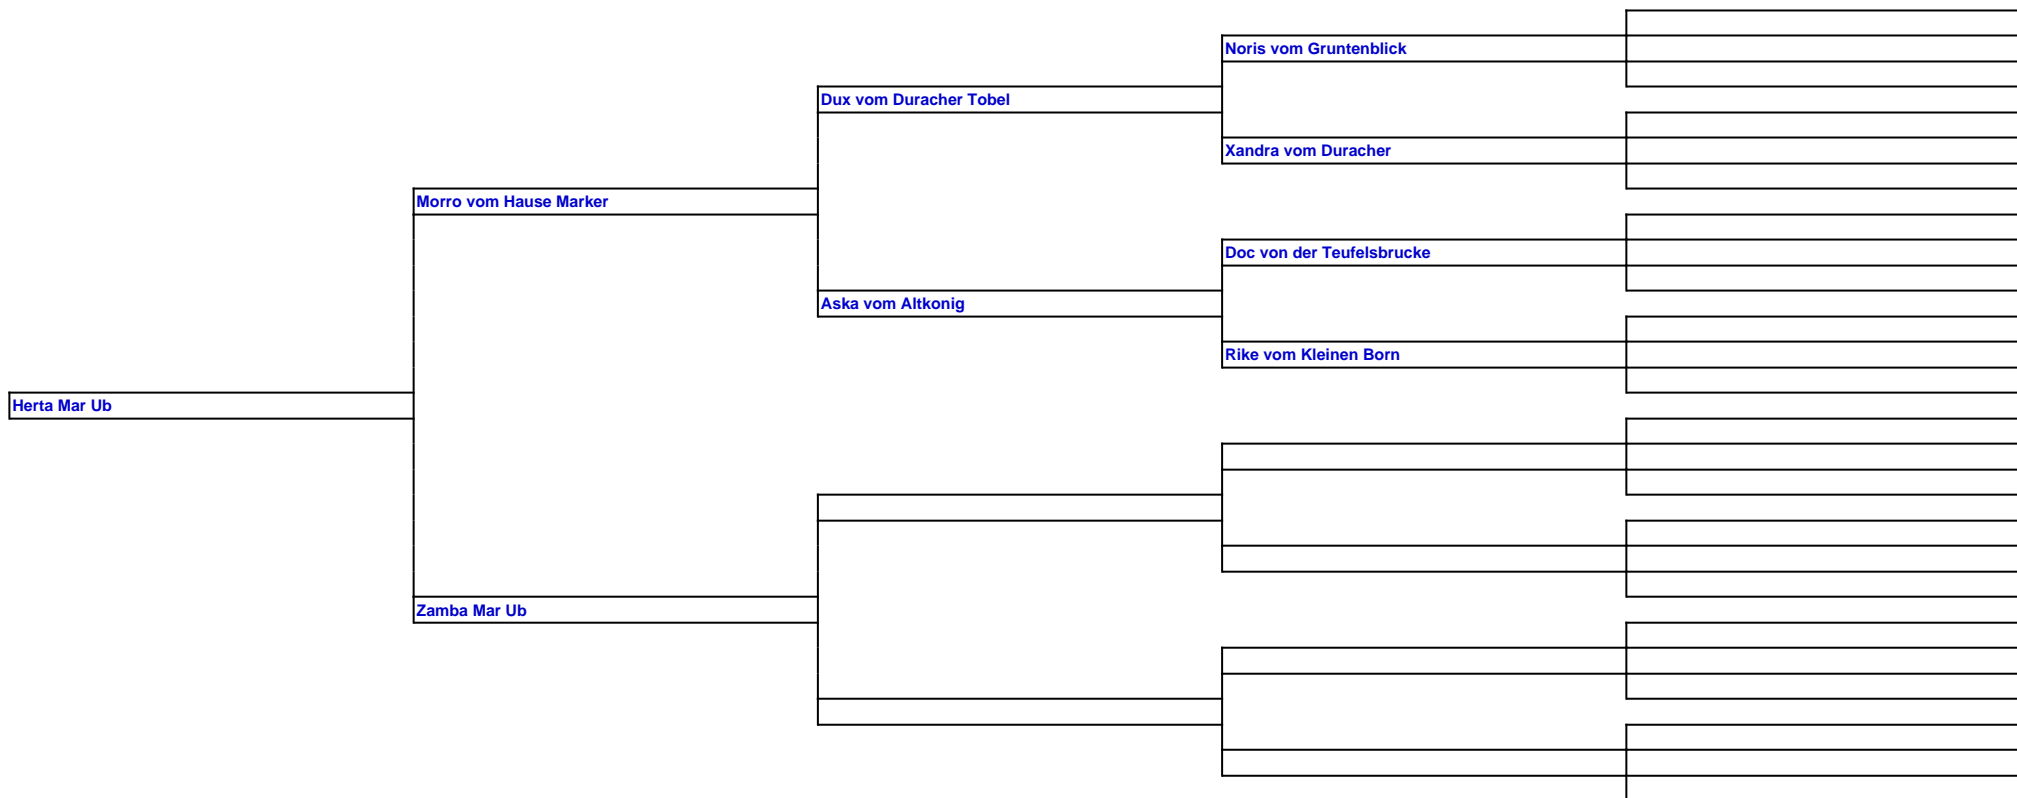 Noris vom Gruntenblick
Dux vom Duracher Tobel
Xandra vom Duracher
Morro vom Hause Marker
Doc von der Teufelsbrucke
Aska vom Altkonig
Rike vom Kleinen Born
Herta Mar Ub
Zamba Mar Ub